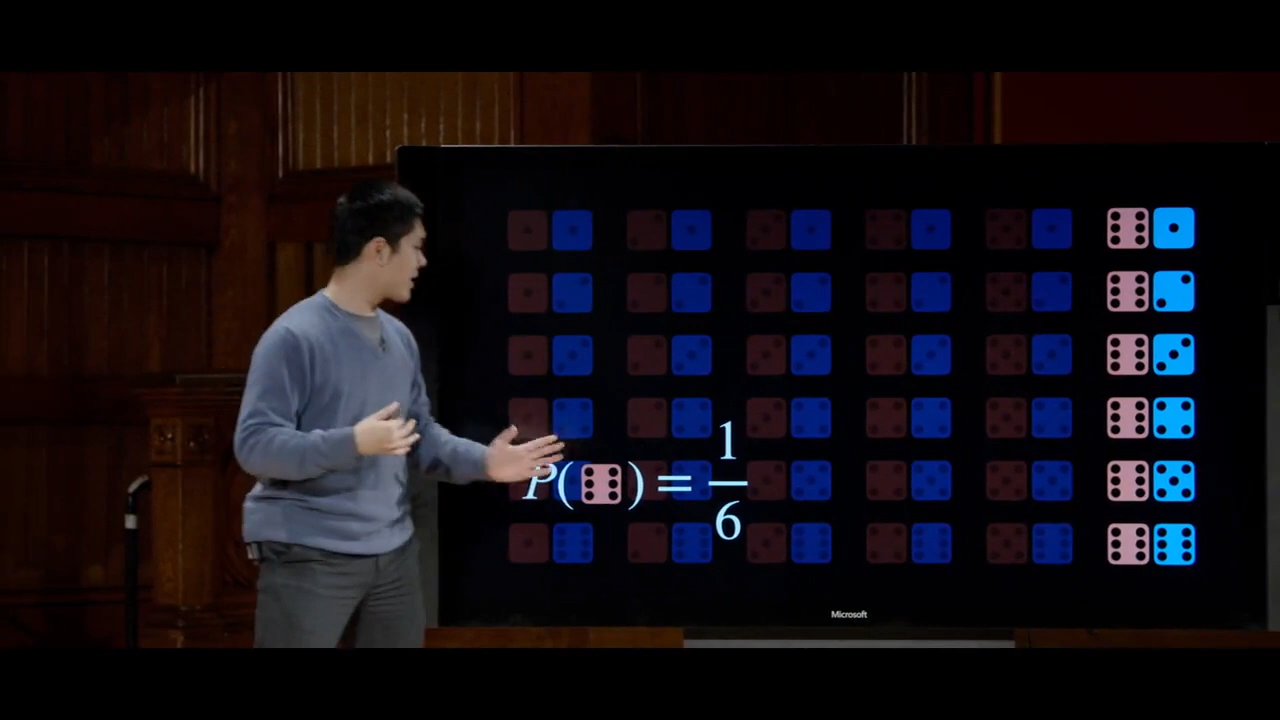 P(⚅) = 1/6
Microsoft